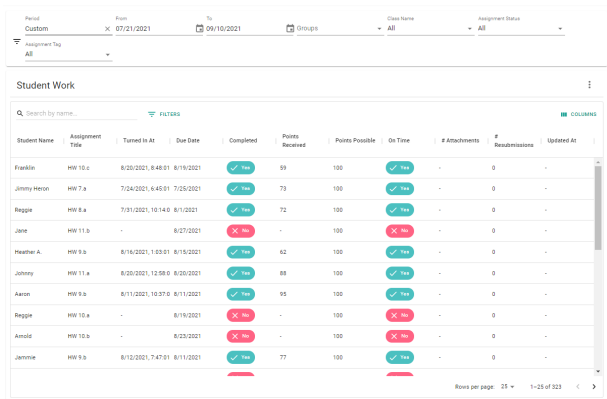 Period From To Class Name Assignment Status
Custom 07/21/2021 09/10/2021 Groups All All
Assignment Tag
All
Student Work
Search by name... FILTERS COLUMNS
Student Name Assignment Title Turned In At Due Date Completed Points Received Points Possible On Time # Attachments # Resubmissions Updated At
Franklin HW 10.c 8/20/2021, 8:48:01 8/19/2021 Yes 59 100 Yes - 0 -
Jimmy Heron HW 7.a 7/24/2021, 6:45:01 7/25/2021 Yes 73 100 Yes - 0 -
Reggie HW 8.a 7/31/2021, 10:14:0 8/1/2021 Yes 72 100 Yes - 0 -
Jane HW 11.b - 8/27/2021 No - 100 No - 0 -
Heather A. HW 9.b 8/16/2021, 1:03:01 8/15/2021 Yes 62 100 Yes - 0 -
Johnny HW 11.a 8/20/2021, 12:58:0 8/20/2021 Yes 88 100 Yes - 0 -
Aaron HW 9.b 8/11/2021, 10:37:0 8/11/2021 Yes 95 100 Yes - 0 -
Reggie HW 10.a - 8/19/2021 No - 100 No - 0 -
Arnold HW 10.b - 8/23/2021 No - 100 No - 0 -
Jammie HW 9.b 8/12/2021, 7:47:01 8/11/2021 Yes 77 100 Yes - 0 -
Rows per page: 25 1–25 of 323